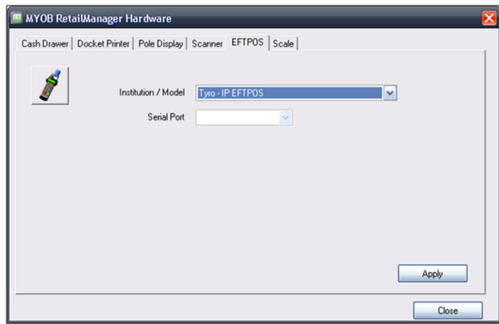 MYOB RetailManager Hardware
Cash Drawer Docket Printer Pole Display Scanner EFTPOS Scale
Institution / Model Tyro - IP EFTPOS
Serial Port
Apply
Close